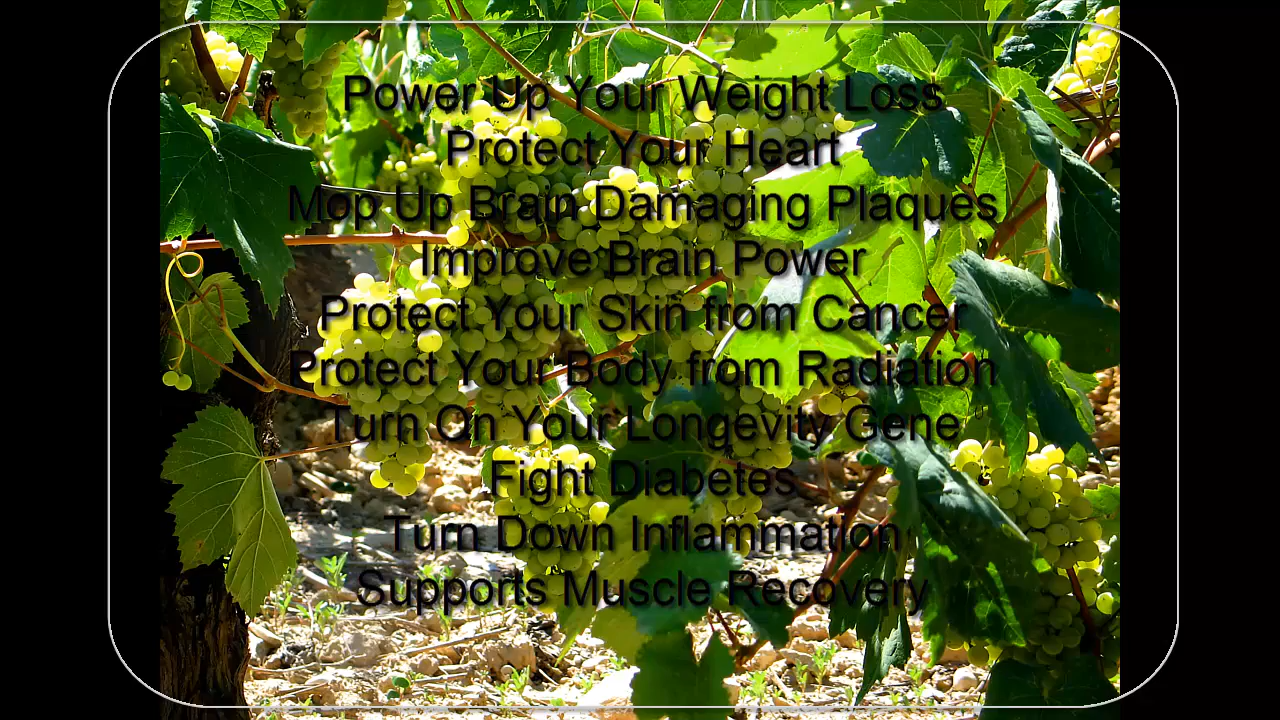 Power Up Your Weight Loss
Protect Your Heart
Mop Up Brain Damaging Plaques
Improve Brain Power
Protect Your Skin from Cancer
Protect Your Body from Radiation
Turn On Your Longevity Gene
Fight Diabetes
Turn Down Inflammation
Supports Muscle Recovery